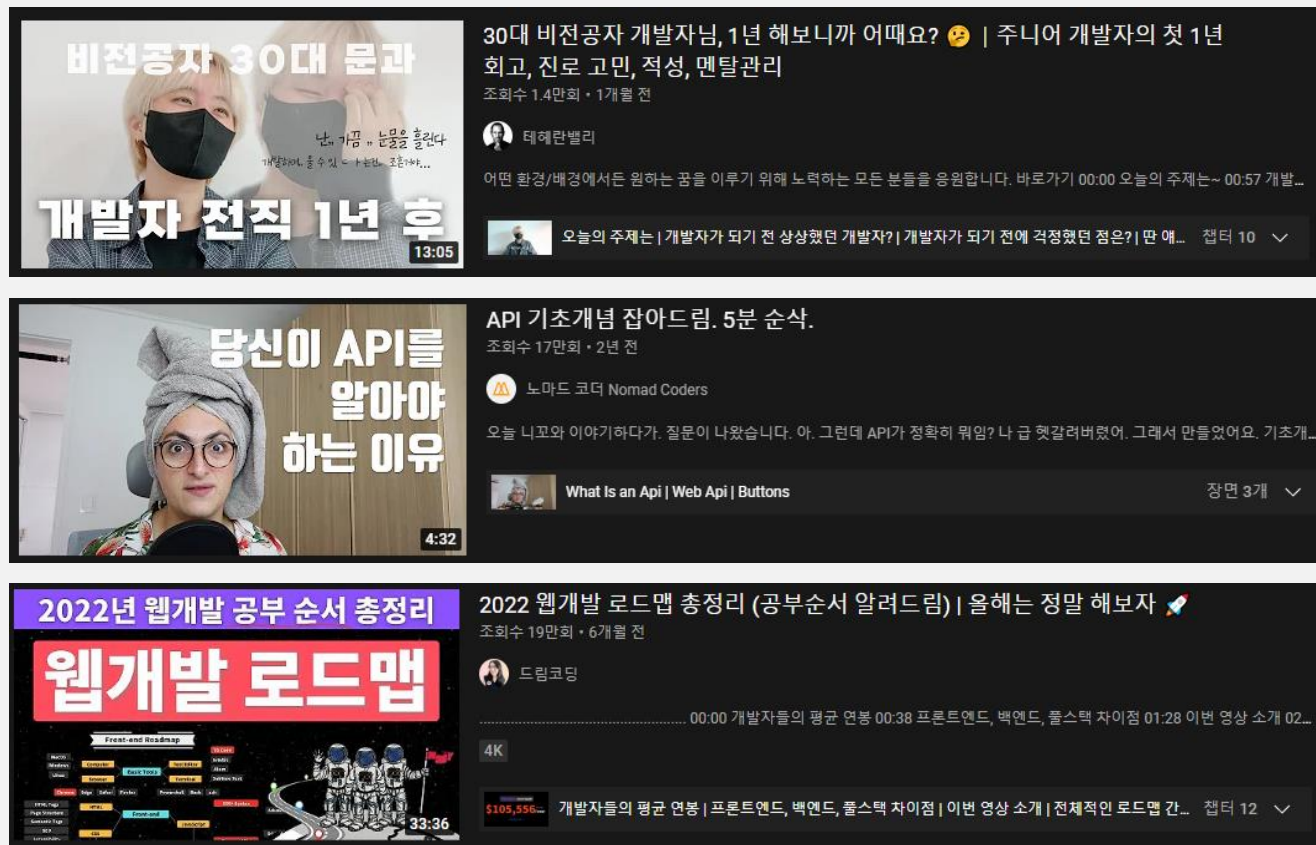 비전공자 30대 문과
난.. 가끔.. 눈물을 흘린다
개발자 전직 1년 후
13:05
30대 비전공자 개발자님, 1년 해보니까 어때요? 🤔 | 주니어 개발자의 첫 1년
회고, 진로 고민, 적성, 멘탈관리
조회수 1.4만회 • 1개월 전
테헤란밸리
어떤 환경/배경에서든 원하는 꿈을 이루기 위해 노력하는 모든 분들을 응원합니다. 바로가기 00:00 오늘의 주제는~ 00:57 개발...
오늘의 주제는 | 개발자가 되기 전 상상했던 개발자? | 개발자가 되기 전에 걱정했던 점은? | 딴 얘... 챕터 10
당신이 API를
알아야
하는 이유
4:32
API 기초개념 잡아드림. 5분 순삭.
조회수 17만회 • 2년 전
노마드 코더 Nomad Coders
오늘 니꼬와 이야기하다가. 질문이 나왔습니다. 아. 그런데 API가 정확히 뭐임? 나 급 헷갈려버렸어. 그래서 만들었어요. 기초개...
What Is an Api | Web Api | Buttons 장면 3개
2022년 웹개발 공부 순서 총정리
웹개발 로드맵
Front-end Roadmap
Basic Tools
Front-end
33:36
2022 웹개발 로드맵 총정리 (공부순서 알려드림) | 올해는 정말 해보자 🚀
조회수 19만회 • 6개월 전
드림코딩
................................................... 00:00 개발자들의 평균 연봉 00:38 프론트엔드, 백엔드, 풀스택 차이점 01:28 이번 영상 소개 02...
4K
$105,556
개발자들의 평균 연봉 | 프론트엔드, 백엔드, 풀스택 차이점 | 이번 영상 소개 | 전체적인 로드맵 간... 챕터 12